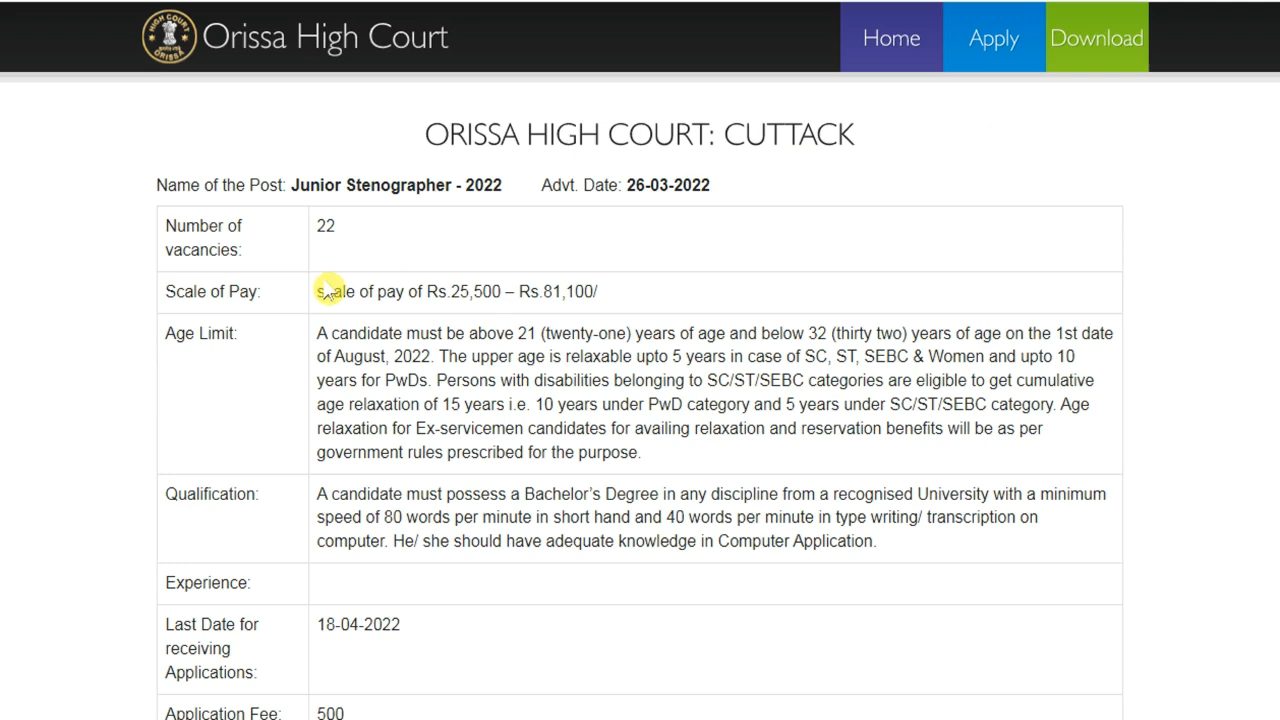 HIGH COURT
ORISSA
Orissa High Court
Home
Apply
Download
ORISSA HIGH COURT: CUTTACK
Name of the Post: Junior Stenographer - 2022 Advt. Date: 26-03-2022
Number of
vacancies:
22
Scale of Pay:
scale of pay of Rs.25,500 – Rs.81,100/
Age Limit:
A candidate must be above 21 (twenty-one) years of age and below 32 (thirty two) years of age on the 1st date
of August, 2022. The upper age is relaxable upto 5 years in case of SC, ST, SEBC & Women and upto 10
years for PwDs. Persons with disabilities belonging to SC/ST/SEBC categories are eligible to get cumulative
age relaxation of 15 years i.e. 10 years under PwD category and 5 years under SC/ST/SEBC category. Age
relaxation for Ex-servicemen candidates for availing relaxation and reservation benefits will be as per
government rules prescribed for the purpose.
Qualification:
A candidate must possess a Bachelor's Degree in any discipline from a recognised University with a minimum
speed of 80 words per minute in short hand and 40 words per minute in type writing/ transcription on
computer. He/ she should have adequate knowledge in Computer Application.
Experience:
Last Date for
receiving
Applications:
18-04-2022
Application Fee:
500